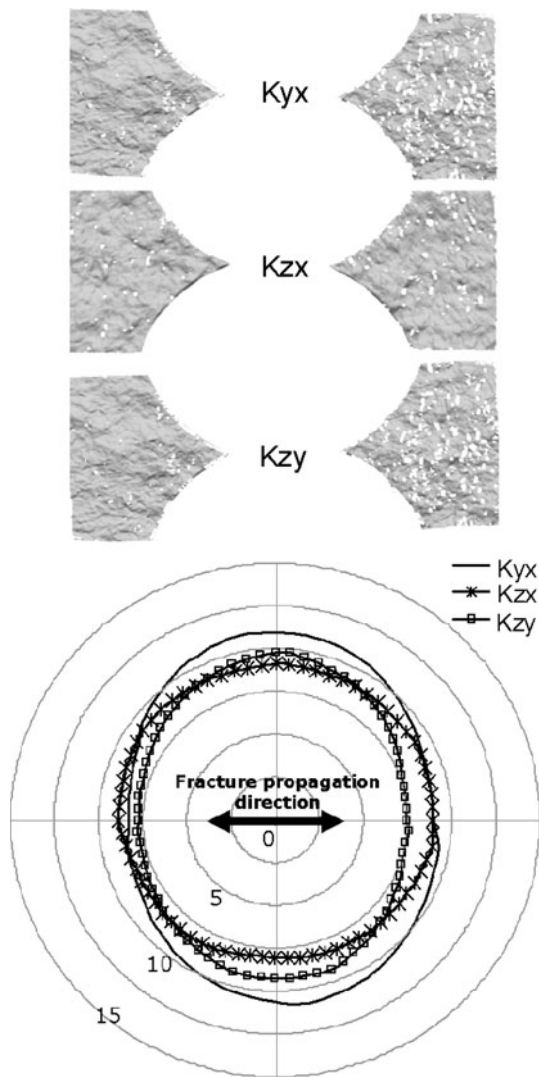 Kyx
Kzx
Kzy
Kyx
Kzx
Kzy
Fracture propagation
direction
0
5
10
15